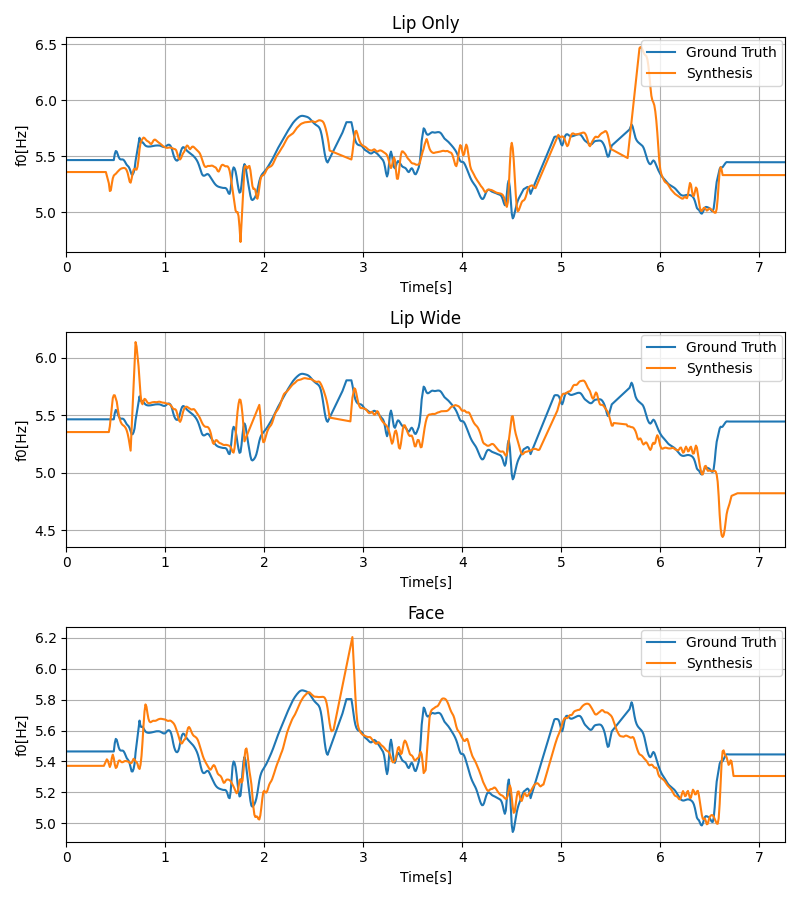 Lip Only
6.5
6.0
5.5
5.0
f0[Hz]
Ground Truth
Synthesis
0 1 2 3 4 5 6 7
Time[s]
Lip Wide
6.0
5.5
5.0
4.5
f0[Hz]
Ground Truth
Synthesis
0 1 2 3 4 5 6 7
Time[s]
Face
6.2
6.0
5.8
5.6
5.4
5.2
5.0
f0[Hz]
Ground Truth
Synthesis
0 1 2 3 4 5 6 7
Time[s]